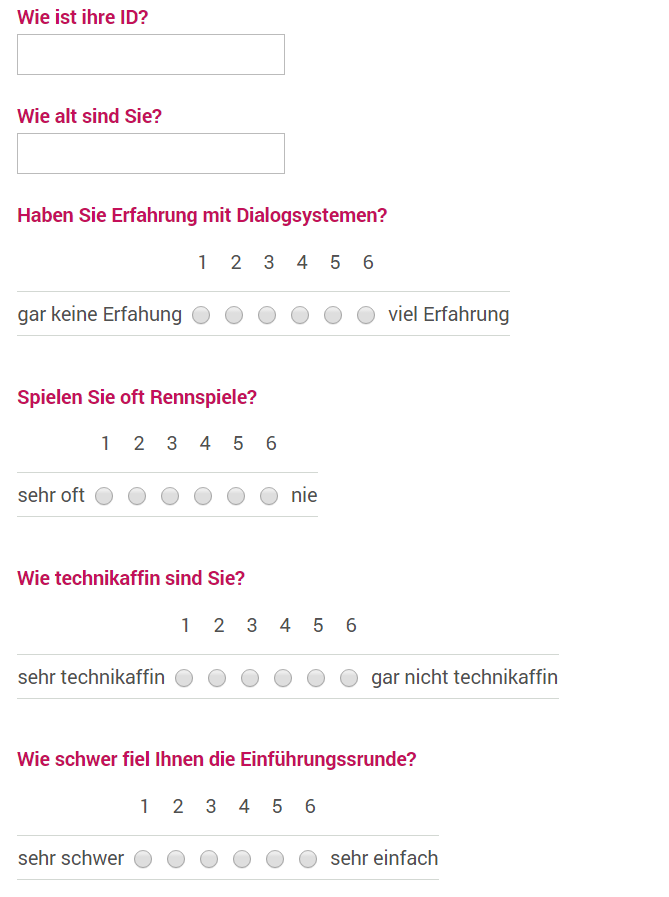 Wie ist ihre ID?
Wie alt sind Sie?
Haben Sie Erfahrung mit Dialogsystemen?
1 2 3 4 5 6
gar keine Erfahung viel Erfahrung
Spielen Sie oft Rennspiele?
1 2 3 4 5 6
sehr oft nie
Wie technikaffin sind Sie?
1 2 3 4 5 6
sehr technikaffin gar nicht technikaffin
Wie schwer fiel Ihnen die Einführungssrunde?
1 2 3 4 5 6
sehr schwer sehr einfach